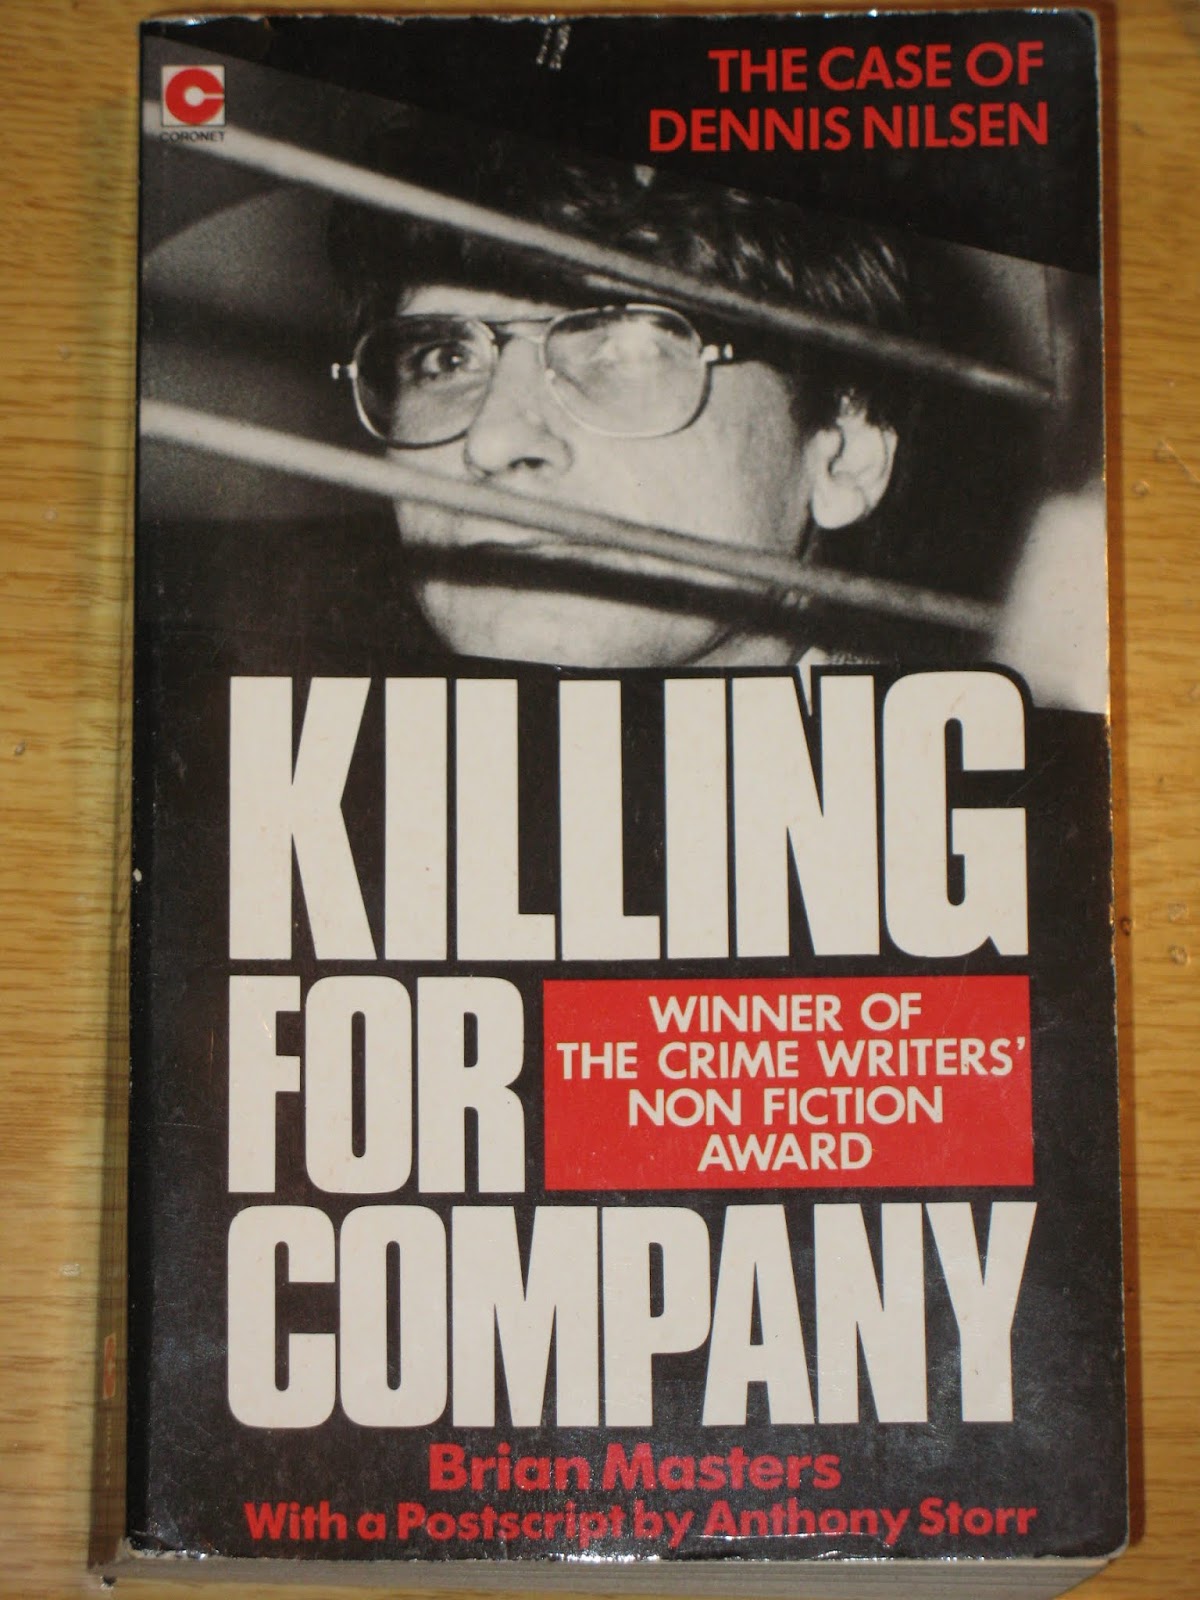 THE CASE OF
DENNIS NILSEN
CORONET
KILLING
FOR
WINNER OF
THE CRIME WRITERS'
NON FICTION
AWARD
COMPANY
Brian Masters
With a Postscript by Anthony Storr